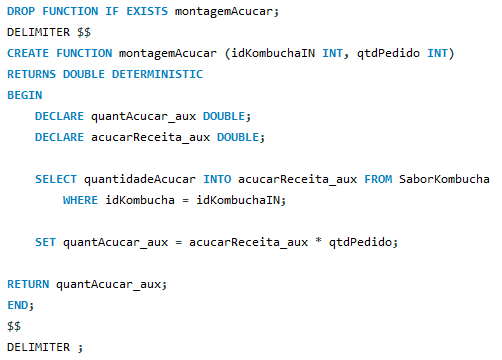 DROP FUNCTION IF EXISTS montagemAcucar;
DELIMITER $$
CREATE FUNCTION montagemAcucar (idKombuchaIN INT, qtdPedido INT)
RETURNS DOUBLE DETERMINISTIC
BEGIN
    DECLARE quantAcucar_aux DOUBLE;
    DECLARE acucarReceita_aux DOUBLE;

    SELECT quantidadeAcucar INTO acucarReceita_aux FROM SaborKombucha
        WHERE idKombucha = idKombuchaIN;

    SET quantAcucar_aux = acucarReceita_aux * qtdPedido;

RETURN quantAcucar_aux;
END;
$$
DELIMITER ;